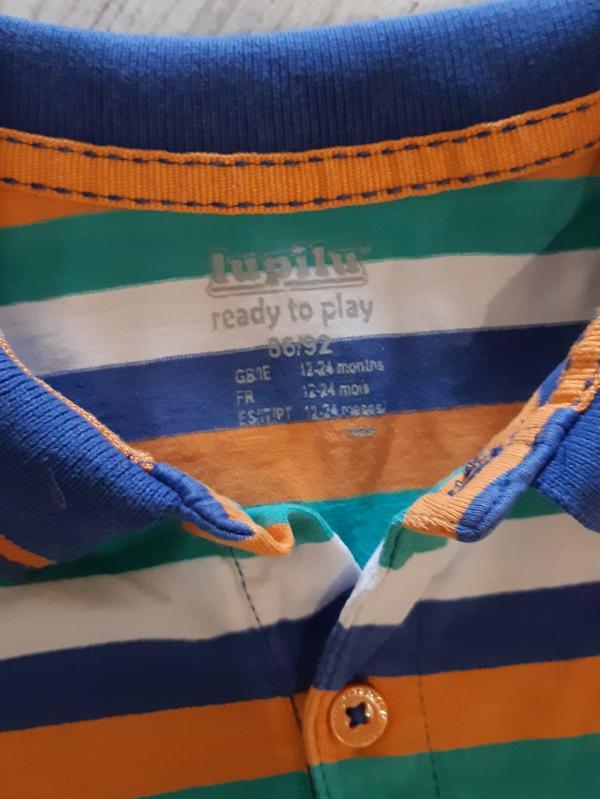 lupilu®
ready to play
86/92
GB/IE 12-24 months
FR 12-24 mois
ES/IT/PT 12-24 meses/